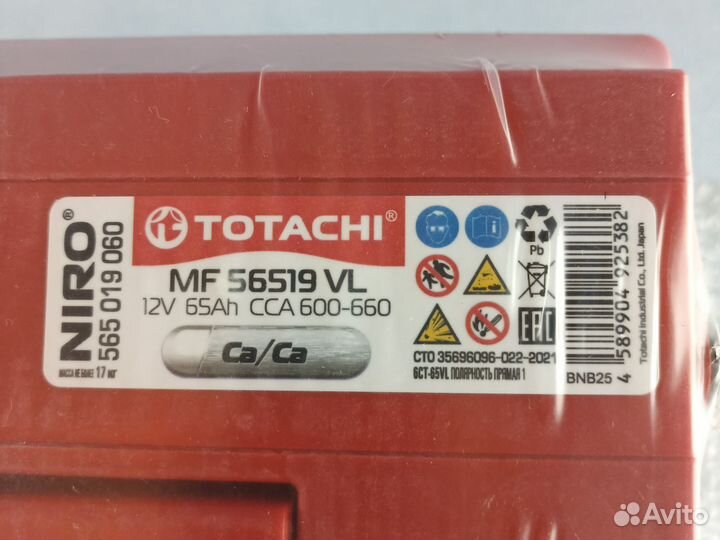 NIRO®
565 019 060
МАССА НЕ БОЛЕЕ 17 КГ
TOTACHI®
MF 56519 VL
12V 65Ah CCA 600-660
Ca/Ca
Pb
EAC
СТО 35696096-022-2021
6СТ-65VL ПОЛЯРНОСТЬ ПРЯМАЯ 1
BNB25
4 589904 925382
Totachi Industrial Co., Ltd. Japan
Avito